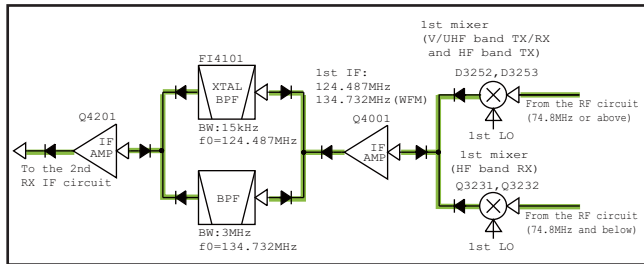 1st mixer
(V/UHF band TX/RX
and HF band TX)
D3252,D3253
FI4101
XTAL
BPF
1st IF:
124.487MHz
134.732MHz(WFM)
Q4201
Q4001
IF
AMP
IF
AMP
From the RF circuit
(74.8MHz or above)
1st LO
BW:15kHz
f0=124.487MHz
To the 2nd
RX IF circuit
1st mixer
(HF band RX)
Q3231,Q3232
BPF
From the RF circuit
(74.8MHz and below)
1st LO
BW:3MHz
f0=134.732MHz